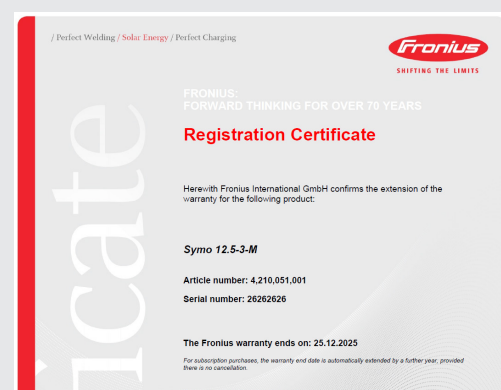 / Perfect Welding / Solar Energy / Perfect Charging
Fronius
SHIFTING THE LIMITS
FRONIUS:
FORWARD THINKING FOR OVER 70 YEARS
Registration Certificate
Herewith Fronius International GmbH confirms the extension of the
warranty for the following product:
Symo 12.5-3-M
Article number: 4,210,051,001
Serial number: 26262626
The Fronius warranty ends on: 25.12.2025
For subscription purchases, the warranty end date is automatically extended by a further year, provided
there is no cancellation.
icate